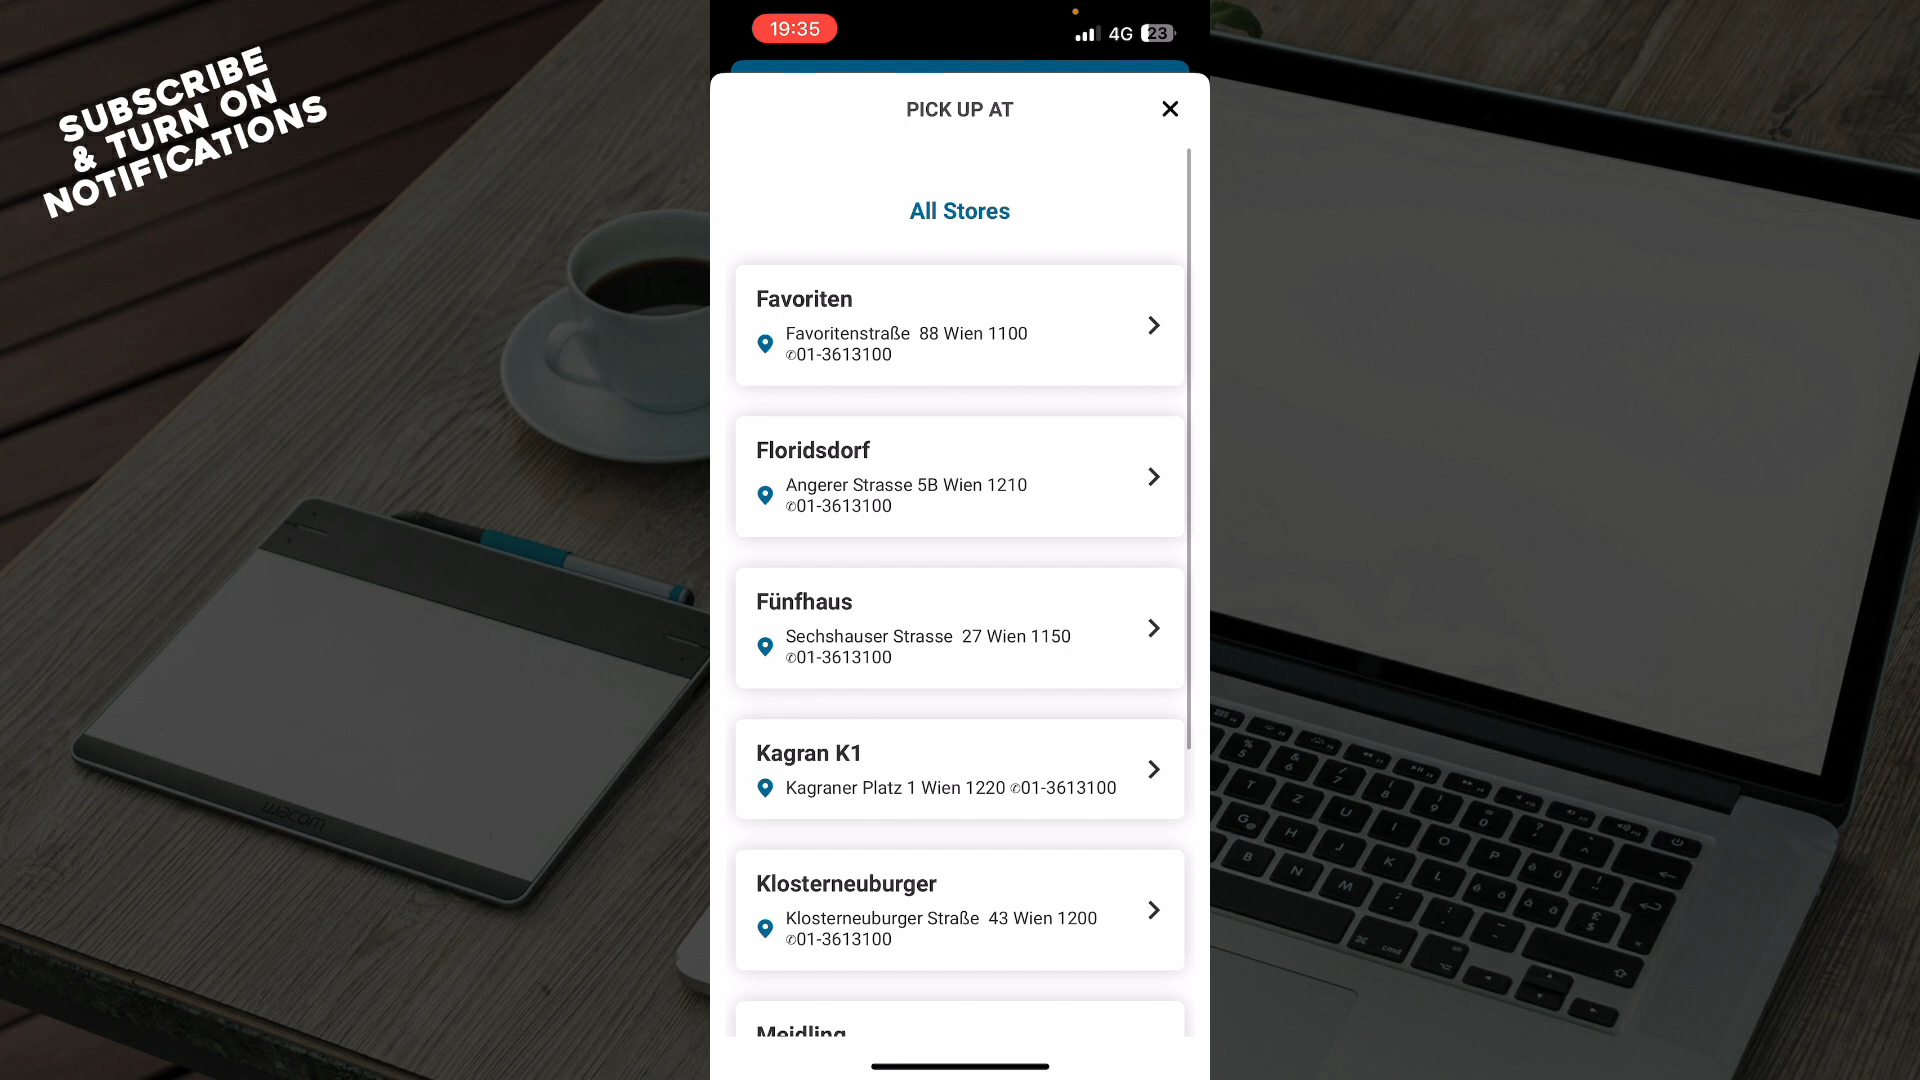 SUBSCRIBE
& TURN ON
NOTIFICATIONS
19:35
4G 23
PICK UP AT
All Stores
Favoriten
Favoritenstraße 88 Wien 1100
✆01-3613100
Floridsdorf
Angerer Strasse 5B Wien 1210
✆01-3613100
Fünfhaus
Sechshauser Strasse 27 Wien 1150
✆01-3613100
Kagran K1
Kagraner Platz 1 Wien 1220 ✆01-3613100
Klosterneuburger
Klosterneuburger Straße 43 Wien 1200
✆01-3613100
Meidling
wacom